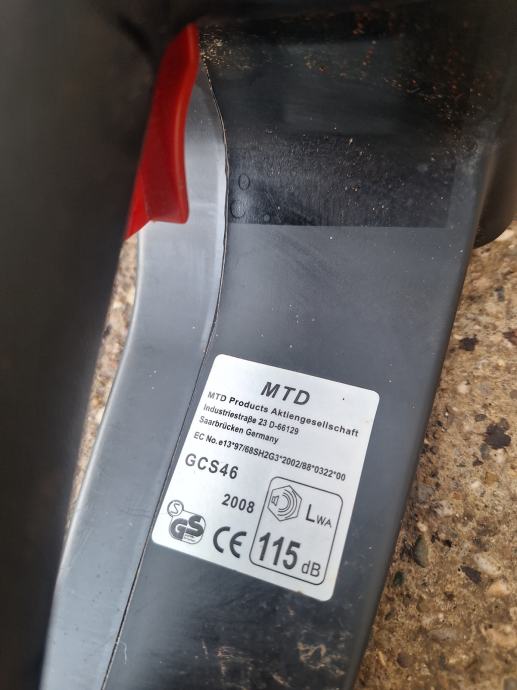 MTD
MTD Products Aktiengesellschaft
Industriestraße 23 D-66129
Saarbrücken Germany
EC No.e13*97/68SH2G3*2002/88*0322*00
GCS46
2008
LWA
S
GS
CE
115 dB